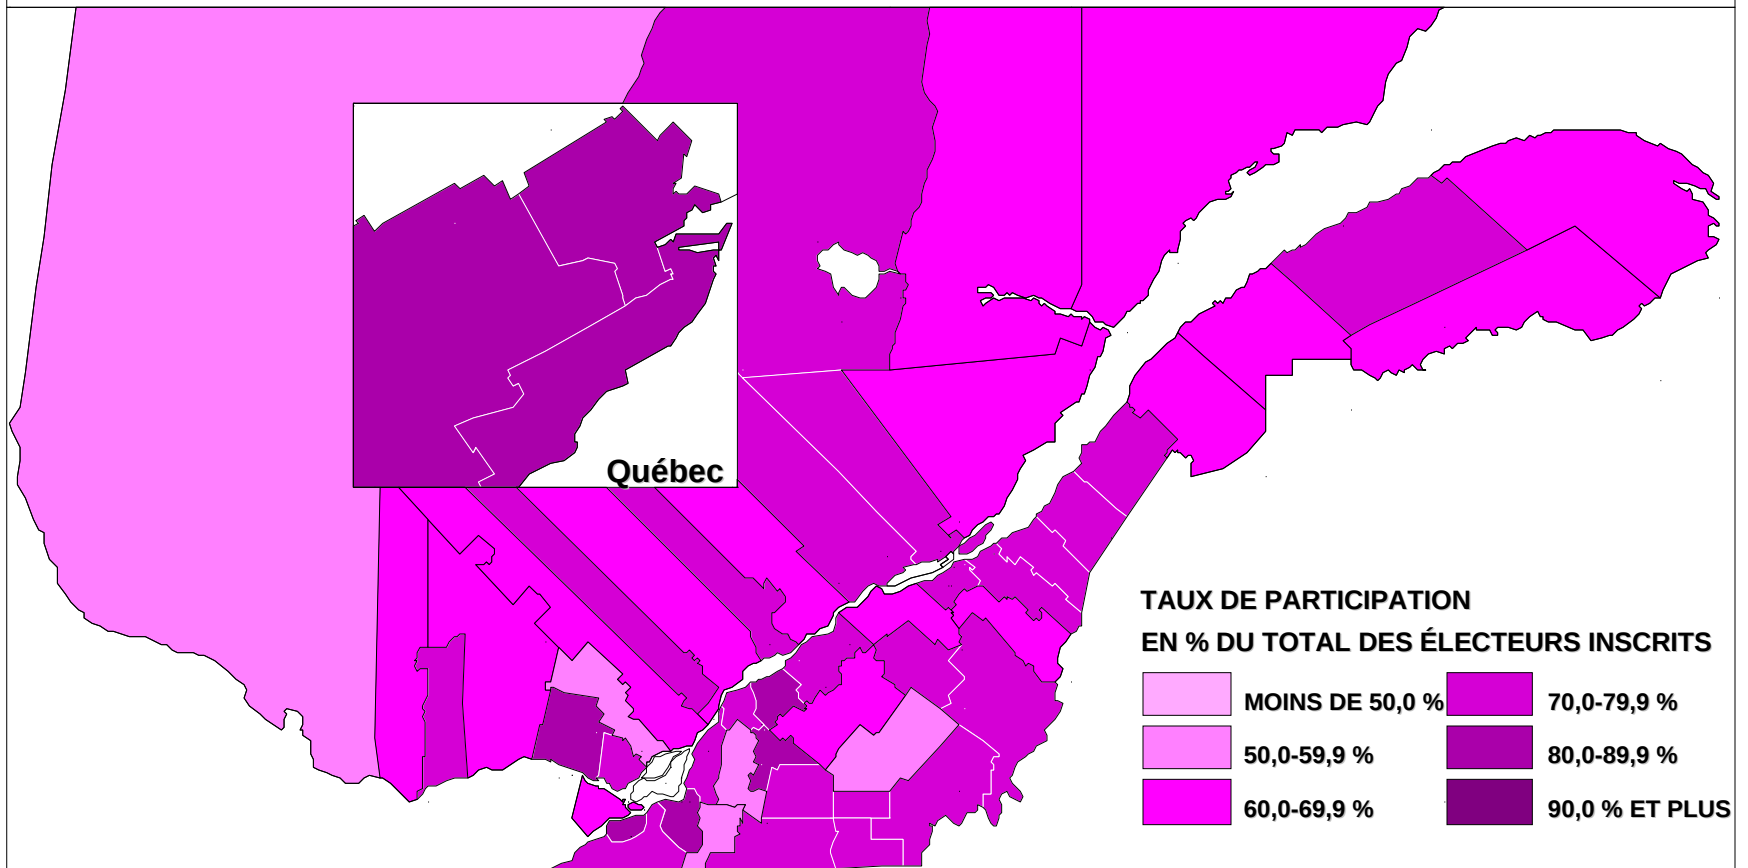 Québec
TAUX DE PARTICIPATION
EN % DU TOTAL DES ÉLECTEURS INSCRITS
MOINS DE 50,0 %
50,0-59,9 %
60,0-69,9 %
70,0-79,9 %
80,0-89,9 %
90,0 % ET PLUS